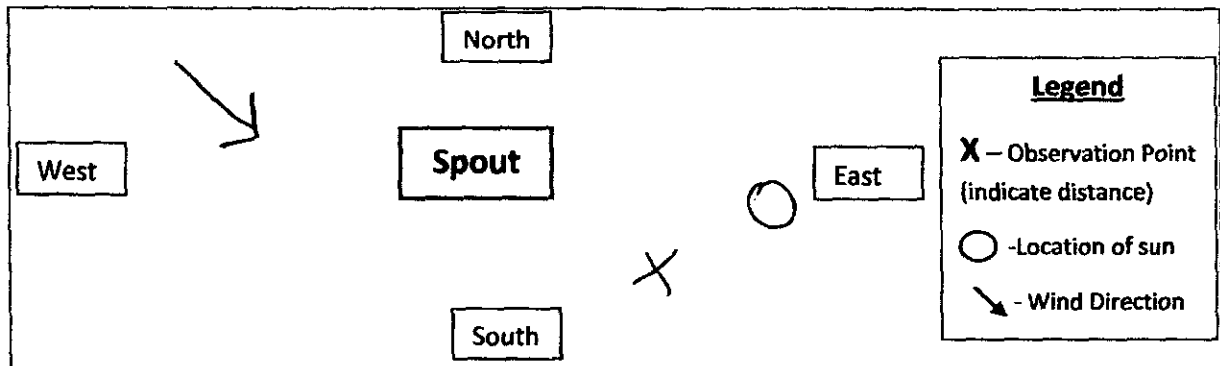 North
West
Spout
East
South
Legend
X – Observation Point
(indicate distance)
-Location of sun
- Wind Direction